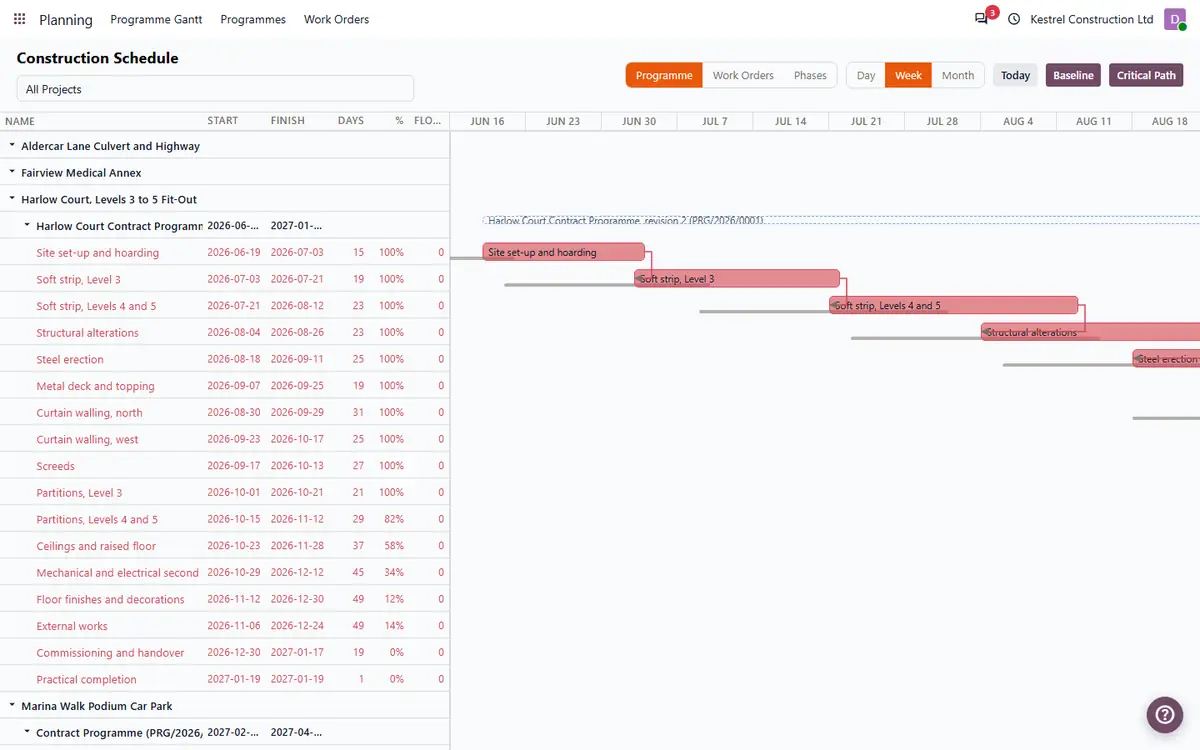 Planning Programme Gantt Programmes Work Orders 3 Kestrel Construction Ltd D
Construction Schedule
All Projects
Programme Work Orders Phases Day Week Month Today Baseline Critical Path
NAME START FINISH DAYS % FLO... JUN 16 JUN 23 JUN 30 JUL 7 JUL 14 JUL 21 JUL 28 AUG 4 AUG 11 AUG 18
Aldercar Lane Culvert and Highway
Fairview Medical Annex
Harlow Court, Levels 3 to 5 Fit-Out
Harlow Court Contract Programm 2026-06-... 2027-01-... Harlow Court Contract Programme, revision 2 (PRG/2026/0001)
Site set-up and hoarding 2026-06-19 2026-07-03 15 100% 0 Site set-up and hoarding
Soft strip, Level 3 2026-07-03 2026-07-21 19 100% 0 Soft strip, Level 3
Soft strip, Levels 4 and 5 2026-07-21 2026-08-12 23 100% 0 Soft strip, Levels 4 and 5
Structural alterations 2026-08-04 2026-08-26 23 100% 0 Structural alterations
Steel erection 2026-08-18 2026-09-11 25 100% 0 Steel erection
Metal deck and topping 2026-09-07 2026-09-25 19 100% 0
Curtain walling, north 2026-08-30 2026-09-29 31 100% 0
Curtain walling, west 2026-09-23 2026-10-17 25 100% 0
Screeds 2026-09-17 2026-10-13 27 100% 0
Partitions, Level 3 2026-10-01 2026-10-21 21 100% 0
Partitions, Levels 4 and 5 2026-10-15 2026-11-12 29 82% 0
Ceilings and raised floor 2026-10-23 2026-11-28 37 58% 0
Mechanical and electrical second 2026-10-29 2026-12-12 45 34% 0
Floor finishes and decorations 2026-11-12 2026-12-30 49 12% 0
External works 2026-11-06 2026-12-24 49 14% 0
Commissioning and handover 2026-12-30 2027-01-17 19 0% 0
Practical completion 2027-01-19 2027-01-19 1 0% 0
Marina Walk Podium Car Park
Contract Programme (PRG/2026/ 2027-02-... 2027-04-...